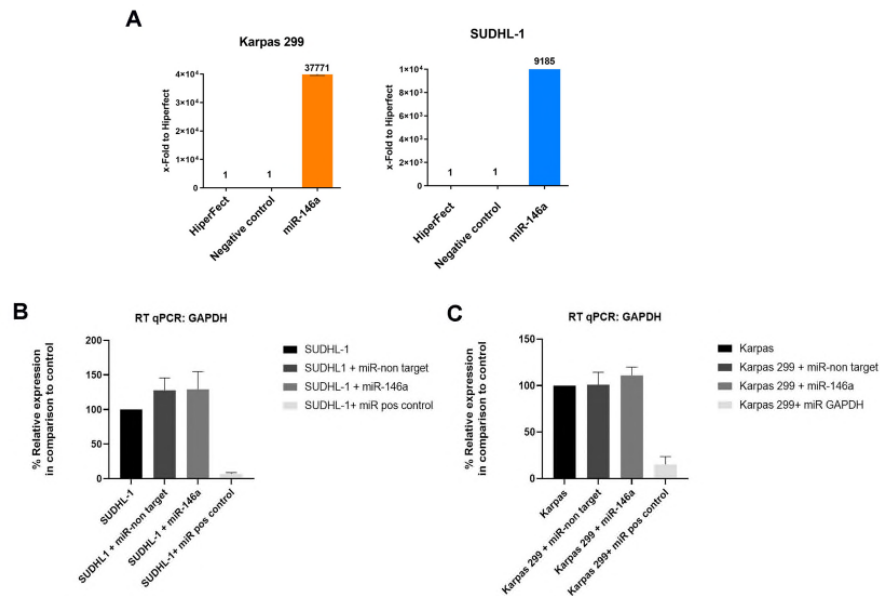 A
Karpas 299
x-Fold to Hiperfect
4×10⁴
3×10⁴
2×10⁴
1×10⁴
0
1
1
37771
HiperFect
Negative control
miR-146a
SUDHL-1
x-Fold to Hiperfect
1×10⁴
8×10³
6×10³
4×10³
2×10³
0
1
1
9185
HiperFect
Negative control
miR-146a
B
RT qPCR: GAPDH
% Relative expression
in comparison to control
200
150
100
50
0
SUDHL-1
SUDHL1 + miR-non target
SUDHL-1 + miR-146a
SUDHL-1+ miR pos control
SUDHL-1
SUDHL1 + miR-non target
SUDHL-1 + miR-146a
SUDHL-1+ miR pos control
C
RT qPCR: GAPDH
% Relative expression
in comparison to control
150
100
50
0
Karpas
Karpas 299 + miR-non target
Karpas 299 + miR-146a
Karpas 299+ miR pos control
Karpas
Karpas 299 + miR-non target
Karpas 299 + miR-146a
Karpas 299+ miR GAPDH